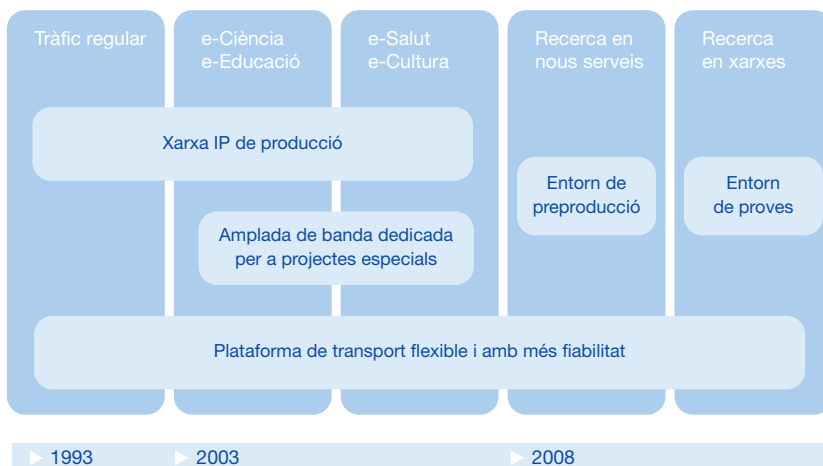 Tràfic regular
e-Ciència
e-Educació
e-Salut
e-Cultura
Recerca en
nous serveis
Recerca
en xarxes
Xarxa IP de producció
Entorn de
preproducció
Entorn
de proves
Amplada de banda dedicada
per a projectes especials
Plataforma de transport flexible i amb més fiabilitat
1993
2003
2008